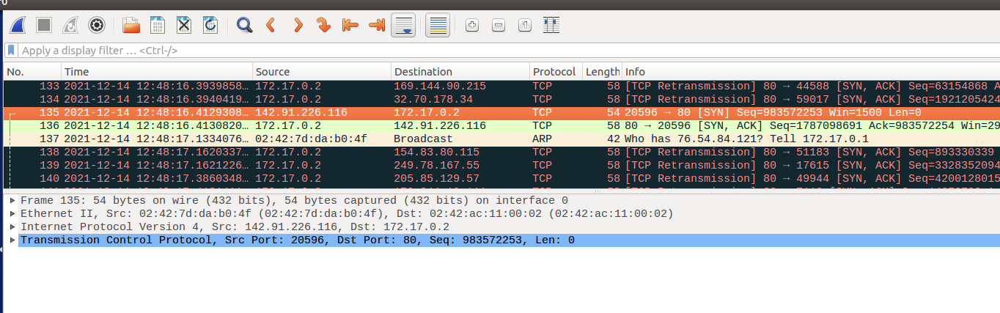 Apply a display filter … <Ctrl-/>
No. Time Source Destination Protocol Length Info
133 2021-12-14 12:48:16.3939858… 172.17.0.2 169.144.90.215 TCP 58 [TCP Retransmission] 80 → 44588 [SYN, ACK] Seq=63154868 A
134 2021-12-14 12:48:16.3940419… 172.17.0.2 32.70.178.34 TCP 58 [TCP Retransmission] 80 → 59017 [SYN, ACK] Seq=1921205424
135 2021-12-14 12:48:16.4129308… 142.91.226.116 172.17.0.2 TCP 54 20596 → 80 [SYN] Seq=983572253 Win=1500 Len=0
136 2021-12-14 12:48:16.4130820… 172.17.0.2 142.91.226.116 TCP 58 80 → 20596 [SYN, ACK] Seq=1787098691 Ack=983572254 Win=29
137 2021-12-14 12:48:17.1334076… 02:42:7d:da:b0:4f Broadcast ARP 42 Who has 76.54.84.121? Tell 172.17.0.1
138 2021-12-14 12:48:17.1620337… 172.17.0.2 154.83.80.115 TCP 58 [TCP Retransmission] 80 → 51183 [SYN, ACK] Seq=893330339
139 2021-12-14 12:48:17.1621226… 172.17.0.2 249.78.167.55 TCP 58 [TCP Retransmission] 80 → 17615 [SYN, ACK] Seq=3328352094
140 2021-12-14 12:48:17.3860348… 172.17.0.2 205.85.129.57 TCP 58 [TCP Retransmission] 80 → 49944 [SYN, ACK] Seq=4200128015
Frame 135: 54 bytes on wire (432 bits), 54 bytes captured (432 bits) on interface 0
Ethernet II, Src: 02:42:7d:da:b0:4f (02:42:7d:da:b0:4f), Dst: 02:42:ac:11:00:02 (02:42:ac:11:00:02)
Internet Protocol Version 4, Src: 142.91.226.116, Dst: 172.17.0.2
Transmission Control Protocol, Src Port: 20596, Dst Port: 80, Seq: 983572253, Len: 0